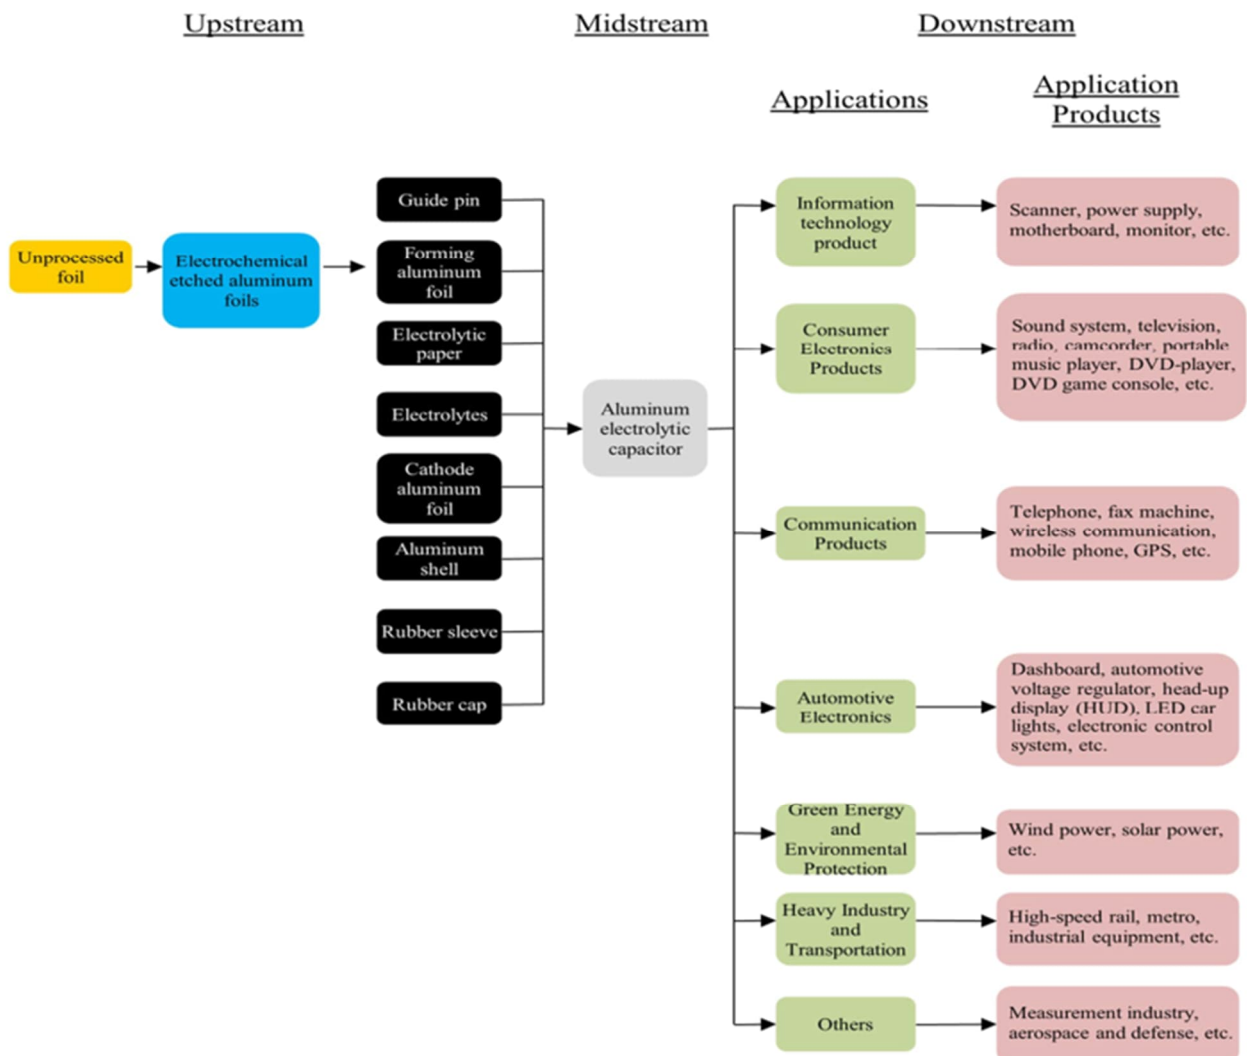 Upstream
Midstream
Downstream
Applications
Application
Products
Unprocessed
foil
Electrochemical
etched aluminum
foils
Guide pin
Forming
aluminum
foil
Electrolytic
paper
Electrolytes
Cathode
aluminum
foil
Aluminum
shell
Rubber sleeve
Rubber cap
Aluminum
electrolytic
capacitor
Information
technology
product
Scanner, power supply,
motherboard, monitor, etc.
Consumer
Electronics
Products
Sound system, television,
radio, camcorder, portable
music player, DVD-player,
DVD game console, etc.
Communication
Products
Telephone, fax machine,
wireless communication,
mobile phone, GPS, etc.
Automotive
Electronics
Dashboard, automotive
voltage regulator, head-up
display (HUD), LED car
lights, electronic control
system, etc.
Green Energy
and
Environmental
Protection
Wind power, solar power,
etc.
Heavy Industry
and
Transportation
High-speed rail, metro,
industrial equipment, etc.
Others
Measurement industry,
aerospace and defense, etc.